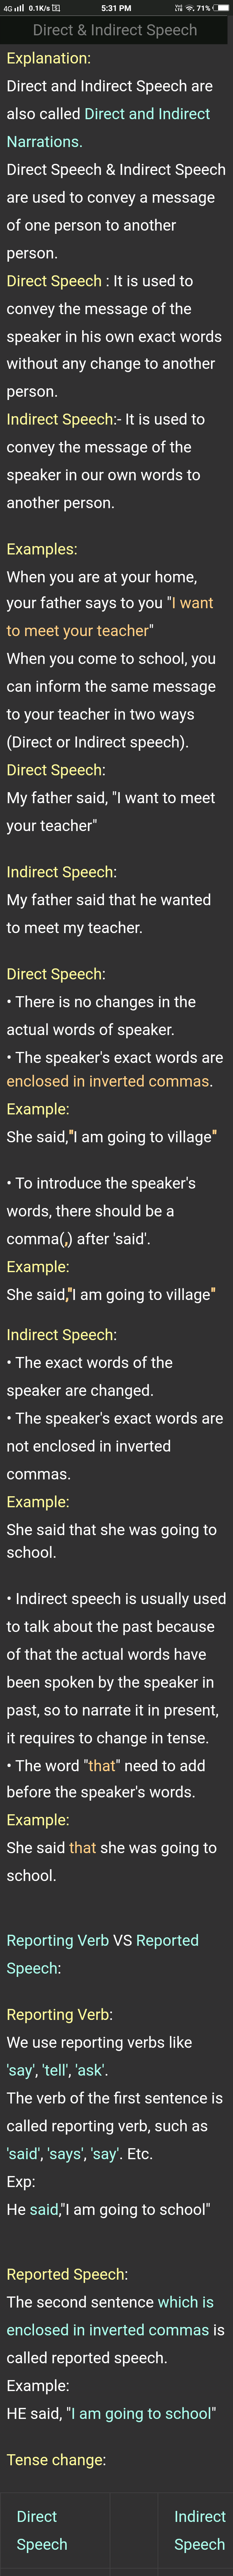 4G 0.1K/s 5:31 PM 71%
Direct & Indirect Speech
Explanation:
Direct and Indirect Speech are
also called Direct and Indirect
Narrations.
Direct Speech & Indirect Speech
are used to convey a message
of one person to another
person.
Direct Speech : It is used to
convey the message of the
speaker in his own exact words
without any change to another
person.
Indirect Speech:- It is used to
convey the message of the
speaker in our own words to
another person.
Examples:
When you are at your home,
your father says to you "I want
to meet your teacher"
When you come to school, you
can inform the same message
to your teacher in two ways
(Direct or Indirect speech).
Direct Speech:
My father said, "I want to meet
your teacher"
Indirect Speech:
My father said that he wanted
to meet my teacher.
Direct Speech:
• There is no changes in the
actual words of speaker.
• The speaker's exact words are
enclosed in inverted commas.
Example:
She said,"I am going to village"
• To introduce the speaker's
words, there should be a
comma(,) after 'said'.
Example:
She said,"I am going to village"
Indirect Speech:
• The exact words of the
speaker are changed.
• The speaker's exact words are
not enclosed in inverted
commas.
Example:
She said that she was going to
school.
• Indirect speech is usually used
to talk about the past because
of that the actual words have
been spoken by the speaker in
past, so to narrate it in present,
it requires to change in tense.
• The word "that" need to add
before the speaker's words.
Example:
She said that she was going to
school.
Reporting Verb VS Reported
Speech:
Reporting Verb:
We use reporting verbs like
'say', 'tell', 'ask'.
The verb of the first sentence is
called reporting verb, such as
'said', 'says', 'say'. Etc.
Exp:
He said,"I am going to school"
Reported Speech:
The second sentence which is
enclosed in inverted commas is
called reported speech.
Example:
HE said, "I am going to school"
Tense change:
Direct Indirect
Speech Speech